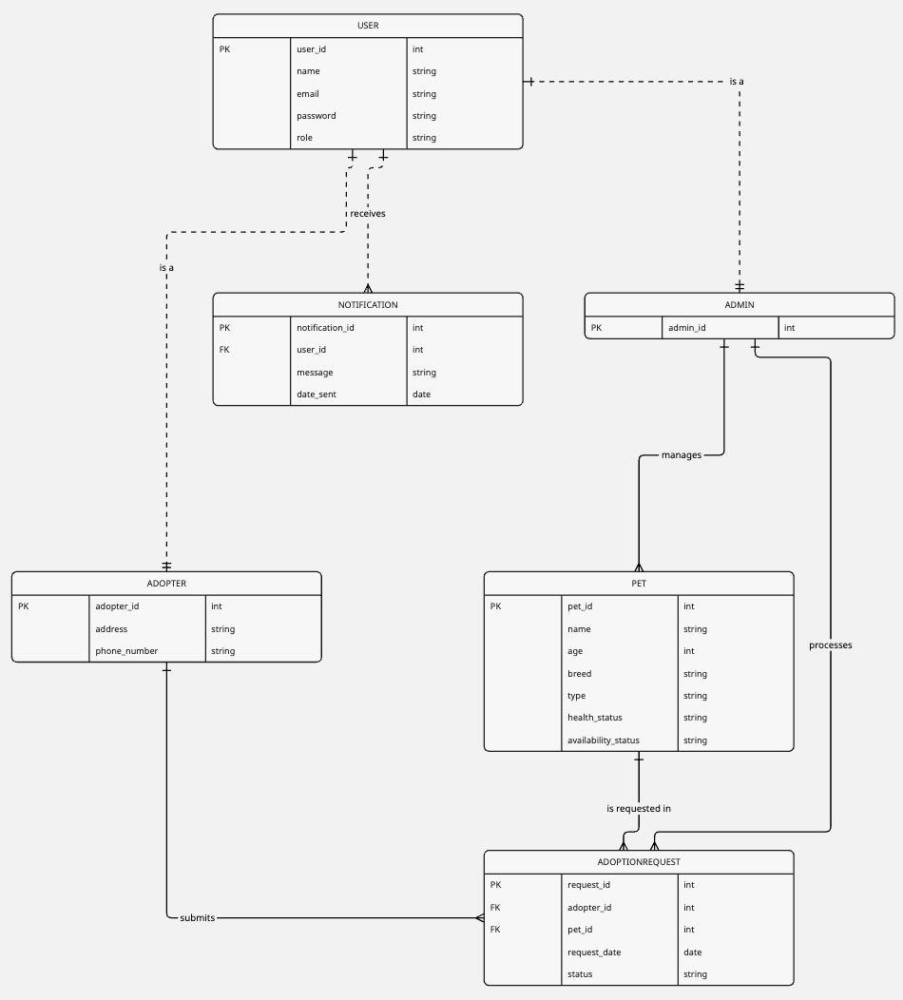 USER
PK user_id int
name string
email string
password string
role string
is a
receives
is a
NOTIFICATION
PK notification_id int
FK user_id int
message string
date_sent date
ADMIN
PK admin_id int
manages
ADOPTER
PK adopter_id int
address string
phone_number string
PET
PK pet_id int
name string
age int
breed string
type string
health_status string
availability_status string
processes
is requested in
ADOPTIONREQUEST
PK request_id int
FK adopter_id int
FK pet_id int
request_date date
status string
submits